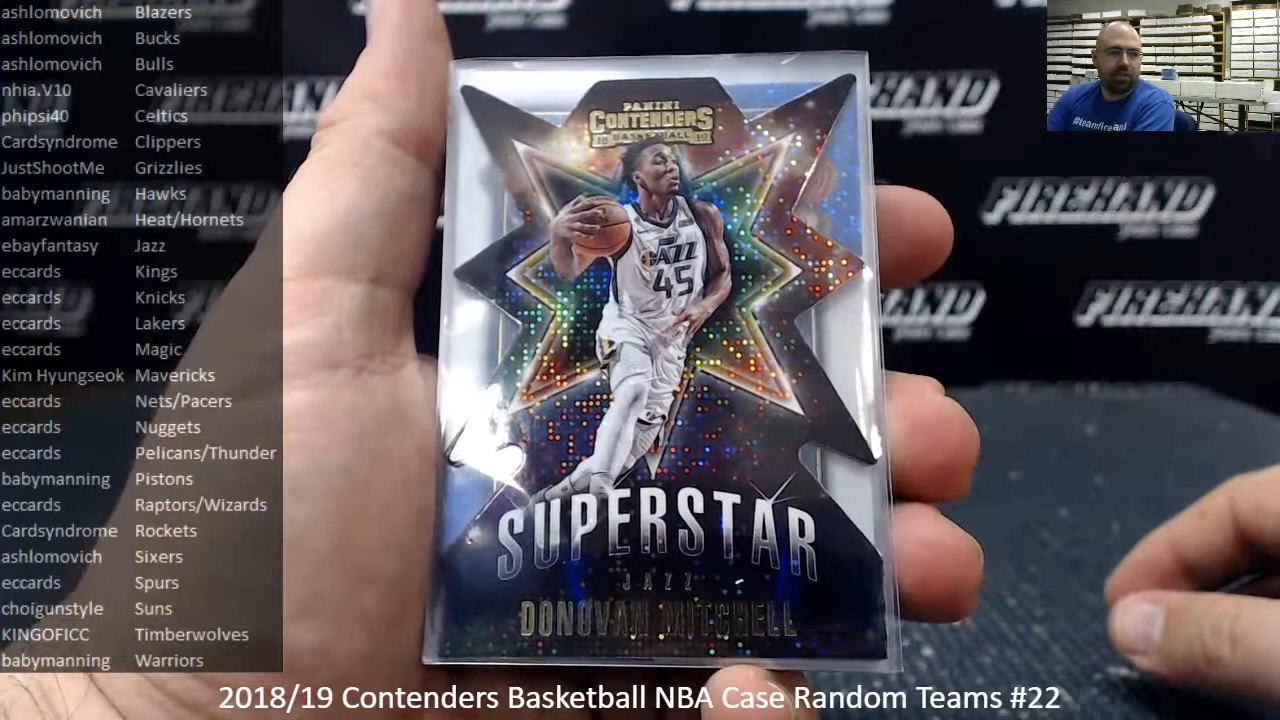 ashlomovich Blazers
ashlomovich Bucks
ashlomovich Bulls
nhia.V10 Cavaliers
phipsi40 Celtics
Cardsyndrome Clippers
JustShootMe Grizzlies
babymanning Hawks
amarzwanian Heat/Hornets
ebayfantasy Jazz
eccards Kings
eccards Knicks
eccards Lakers
eccards Magic
Kim Hyungseok Mavericks
eccards Nets/Pacers
eccards Nuggets
eccards Pelicans/Thunder
babymanning Pistons
eccards Raptors/Wizards
Cardsyndrome Rockets
ashlomovich Sixers
eccards Spurs
choigunstyle Suns
KINGOFICC Timberwolves
babymanning Warriors
PANINI
CONTENDERS
BASKETBALL
JAZZ
45
SUPERSTAR
JAZZ
DONOVAN MITCHELL
FIREHAND
FIREHAND
FIREHAND
FIREHAND
#teamfirehand
2018/19 Contenders Basketball NBA Case Random Teams #22